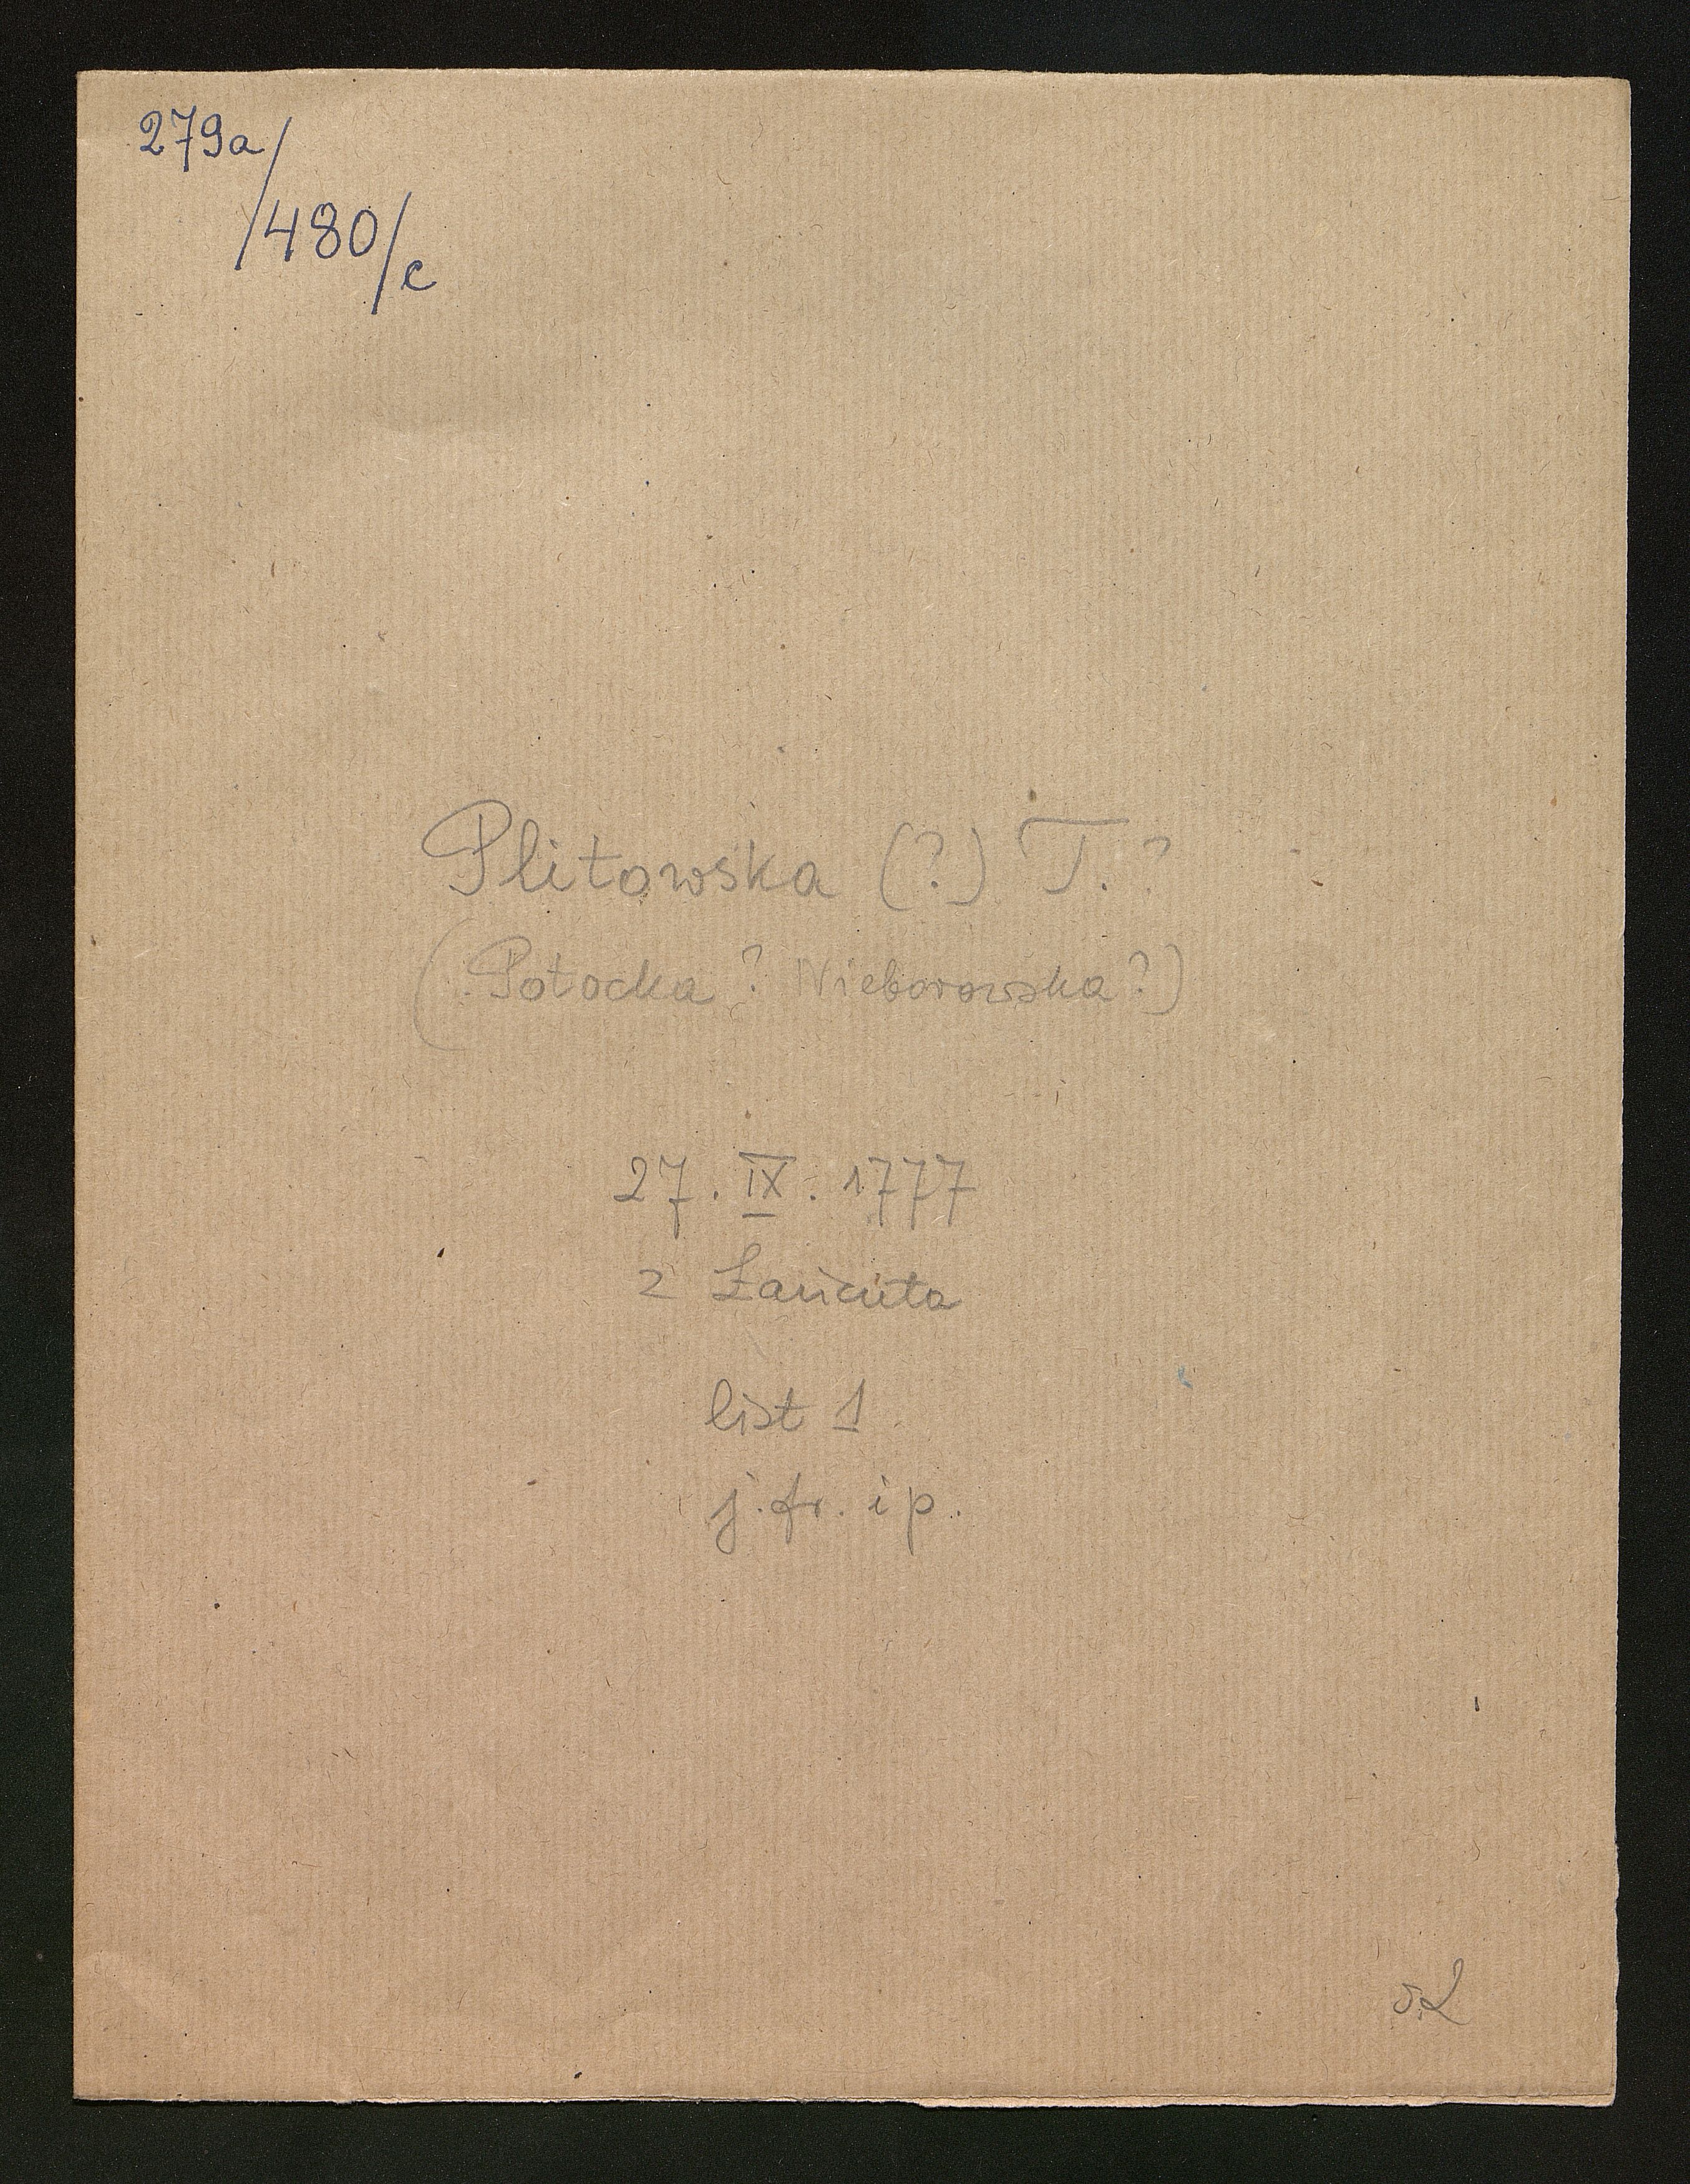 279a/
/480/c
Plitowska (?) T. ?
(Potocka ? Nieborowska ?)
27. IX. 1777
z Łańcuta
list 1
j. fr. i p.